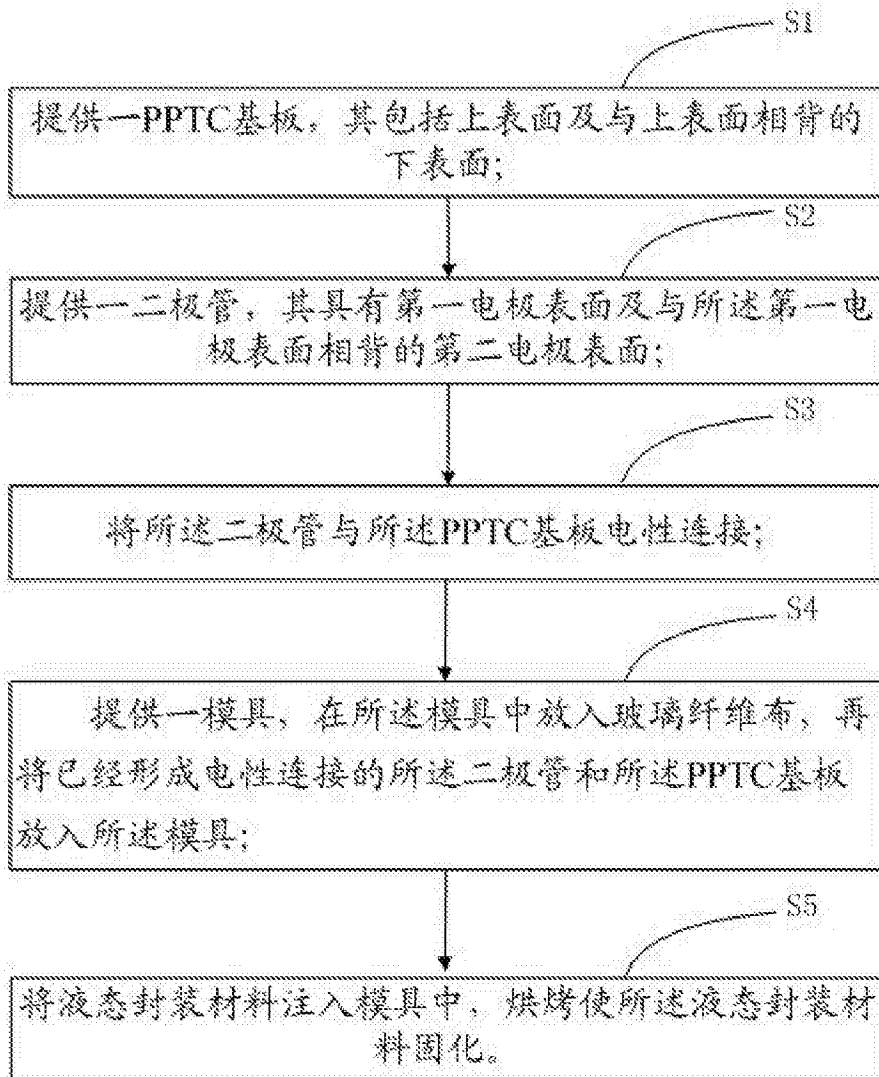 S1
提供一PPTC基板，其包括上表面及与上表面相背的
下表面；
S2
提供一二极管，其具有第一电极表面及与所述第一电
极表面相背的第二电极表面；
S3
将所述二极管与所述PPTC基板电性连接；
S4
提供一模具，在所述模具中放入玻璃纤维布，再
将已经形成电性连接的所述二极管和所述PPTC基板
放入所述模具；
S5
将液态封装材料注入模具中，烘烤使所述液态封装材
料固化。